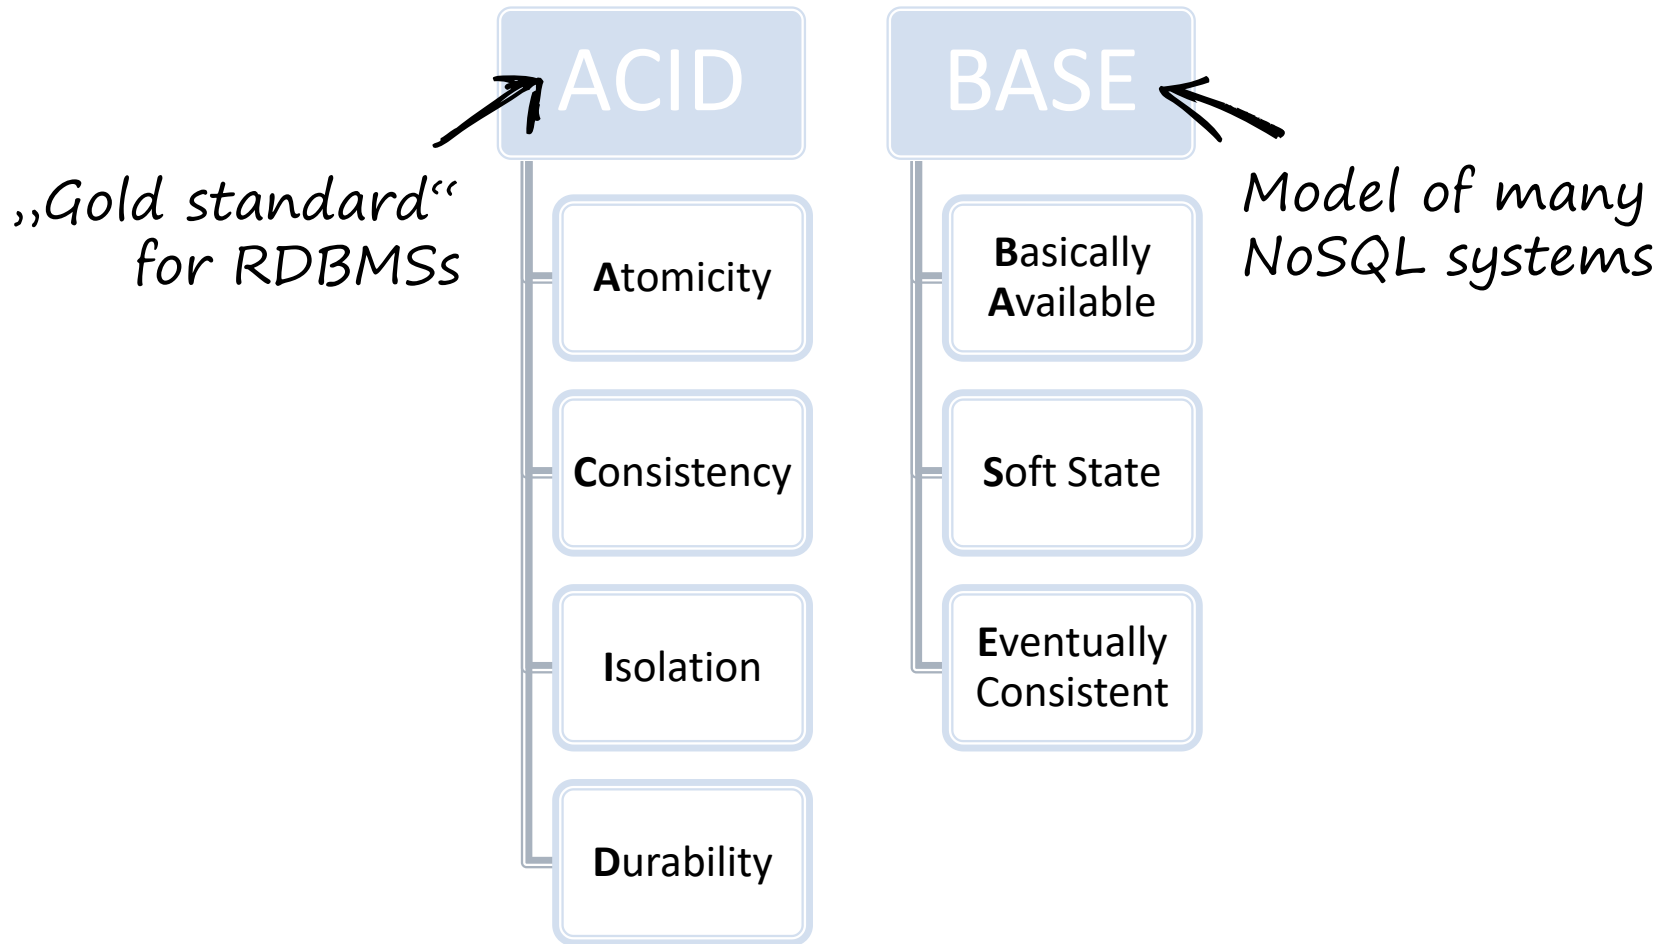 ACID
BASE
„Gold standard“
for RDBMSs
Model of many
NoSQL systems
Atomicity
Consistency
Isolation
Durability
Basically
Available
Soft State
Eventually
Consistent